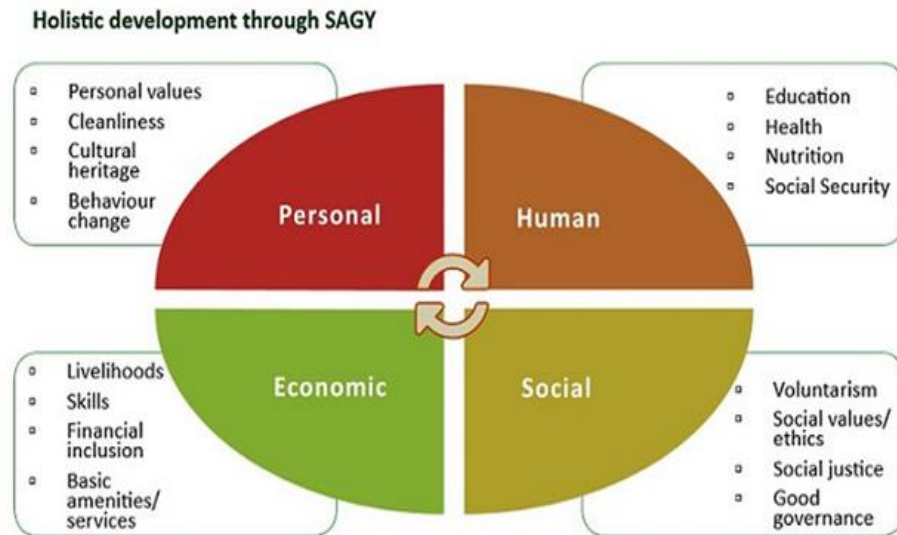 Holistic development through SAGY
Personal values
Cleanliness
Cultural
heritage
Behaviour
change
Personal
Human
Education
Health
Nutrition
Social Security
Livelihoods
Skills
Financial
inclusion
Basic
amenities/
services
Economic
Social
Voluntarism
Social values/
ethics
Social justice
Good
governance